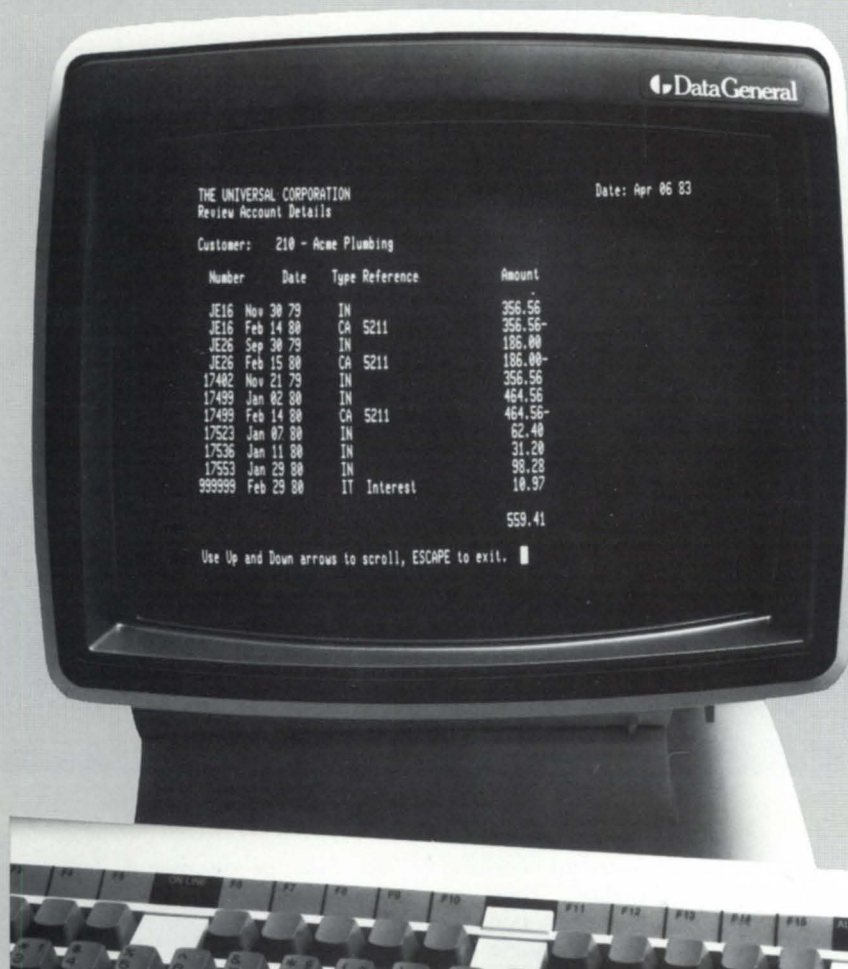 DataGeneral
THE UNIVERSAL CORPORATION Date: Apr 06 83
Review Account Details
Customer: 210 - Acme Plumbing
Number Date Type Reference Amount
-
JE16 Nov 30 79 IN 356.56
JE16 Feb 14 80 CA 5211 356.56-
JE26 Sep 30 79 IN 186.00
JE26 Feb 15 80 CA 5211 186.00-
17402 Nov 21 79 IN 356.56
17499 Jan 02 80 IN 464.56
17499 Feb 14 80 CA 5211 464.56-
17523 Jan 07 80 IN 62.40
17536 Jan 11 80 IN 31.20
17553 Jan 29 80 IN 98.28
999999 Feb 29 80 IT Interest 10.97
559.41
Use Up and Down arrows to scroll, ESCAPE to exit.
F3 F4 F5 ON LINE F6 F7 F8 F9 F10 F11 F12 F13 F14 F15